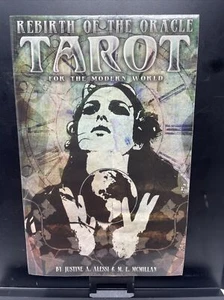 REBIRTH OF THE ORACLE
TAROT
FOR THE MODERN WORLD
BY JUSTINE A. ALESSI & M. E. MCMILLAN